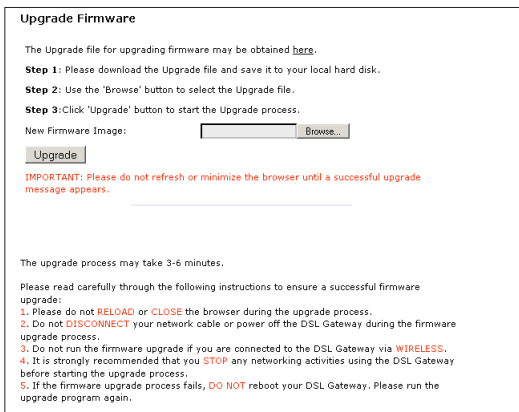 Upgrade Firmware
The Upgrade file for upgrading firmware may be obtained here.
Step 1: Please download the Upgrade file and save it to your local hard disk.
Step 2: Use the 'Browse' button to select the Upgrade file.
Step 3:Click 'Upgrade' button to start the Upgrade process.
New Firmware Image: Browse...
Upgrade
IMPORTANT: Please do not refresh or minimize the browser until a successful upgrade
message appears.
The upgrade process may take 3-6 minutes.
Please read carefully through the following instructions to ensure a successful firmware
upgrade:
1. Please do not RELOAD or CLOSE the browser during the upgrade process.
2. Do not DISCONNECT your network cable or power off the DSL Gateway during the firmware
upgrade process.
3. Do not run the firmware upgrade if you are connected to the DSL Gateway via WIRELESS.
4. It is strongly recommended that you STOP any networking activities using the DSL Gateway
before starting the upgrade process.
5. If the firmware upgrade process fails, DO NOT reboot your DSL Gateway. Please run the
upgrade program again.